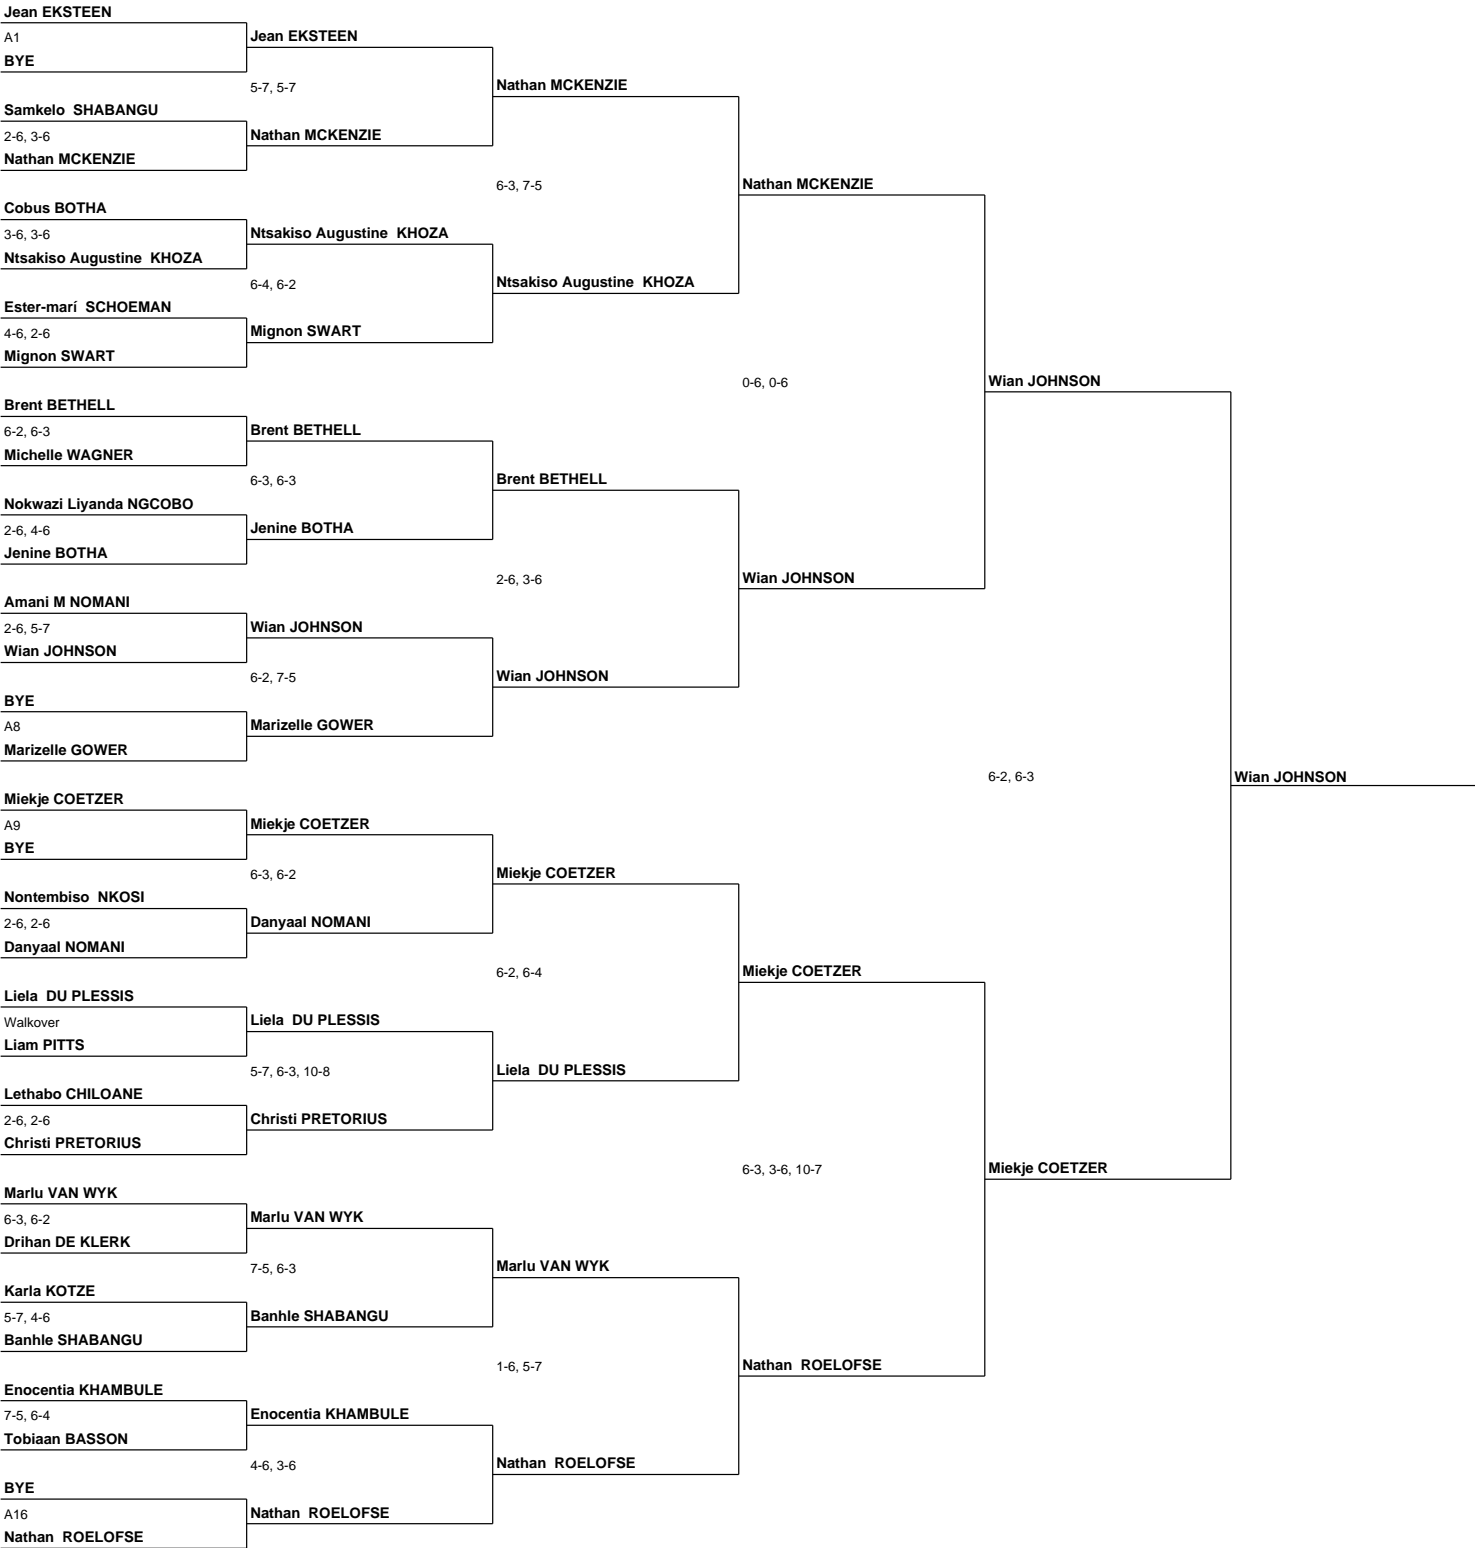 Jean EKSTEEN
A1
BYE
Samkelo SHABANGU
2-6, 3-6
Nathan MCKENZIE
Cobus BOTHA
3-6, 3-6
Ntsakiso Augustine KHOZA
Ester-marí SCHOEMAN
4-6, 2-6
Mignon SWART
Brent BETHELL
6-2, 6-3
Michelle WAGNER
Nokwazi Liyanda NGCOBO
2-6, 4-6
Jenine BOTHA
Amani M NOMANI
2-6, 5-7
Wian JOHNSON
BYE
A8
Marizelle GOWER
Miekje COETZER
A9
BYE
Nontembiso NKOSI
2-6, 2-6
Danyaal NOMANI
Liela DU PLESSIS
Walkover
Liam PITTS
Lethabo CHILOANE
2-6, 2-6
Christi PRETORIUS
Marlu VAN WYK
6-3, 6-2
Drihan DE KLERK
Karla KOTZE
5-7, 4-6
Banhle SHABANGU
Enocentia KHAMBULE
7-5, 6-4
Tobiaan BASSON
BYE
A16
Nathan ROELOFSE
Jean EKSTEEN
5-7, 5-7
Nathan MCKENZIE
Ntsakiso Augustine KHOZA
6-4, 6-2
Mignon SWART
Brent BETHELL
6-3, 6-3
Jenine BOTHA
Wian JOHNSON
6-2, 7-5
Marizelle GOWER
Miekje COETZER
6-3, 6-2
Danyaal NOMANI
Liela DU PLESSIS
5-7, 6-3, 10-8
Christi PRETORIUS
Marlu VAN WYK
7-5, 6-3
Banhle SHABANGU
Enocentia KHAMBULE
4-6, 3-6
Nathan ROELOFSE
Nathan MCKENZIE
6-3, 7-5
Ntsakiso Augustine KHOZA
Brent BETHELL
2-6, 3-6
Wian JOHNSON
Miekje COETZER
6-2, 6-4
Liela DU PLESSIS
Marlu VAN WYK
1-6, 5-7
Nathan ROELOFSE
Nathan MCKENZIE
0-6, 0-6
Wian JOHNSON
Miekje COETZER
6-3, 3-6, 10-7
Nathan ROELOFSE
Wian JOHNSON
6-2, 6-3
Miekje COETZER
Wian JOHNSON